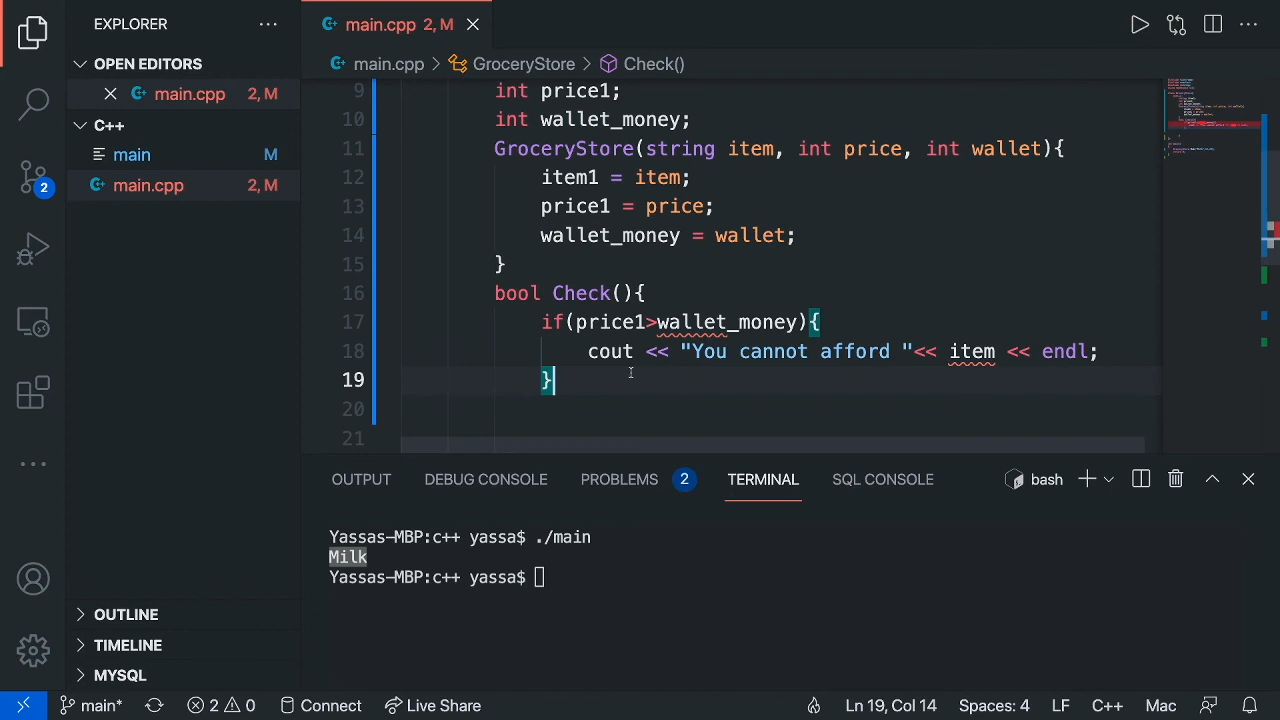 EXPLORER
main.cpp 2, M
OPEN EDITORS
main.cpp > GroceryStore > Check()
main.cpp 2, M
C++
main M
main.cpp 2, M
2
9 int price1;
10 int wallet_money;
11 GroceryStore(string item, int price, int wallet){
12 item1 = item;
13 price1 = price;
14 wallet_money = wallet;
15 }
16 bool Check(){
17 if(price1>wallet_money){
18 cout << "You cannot afford "<< item << endl;
19 }
20
21
OUTPUT DEBUG CONSOLE PROBLEMS 2 TERMINAL SQL CONSOLE bash
Yassas-MBP:c++ yassa$ ./main
Milk
Yassas-MBP:c++ yassa$
OUTLINE
TIMELINE
MYSQL
main* 2 0 Connect Live Share Ln 19, Col 14 Spaces: 4 LF C++ Mac